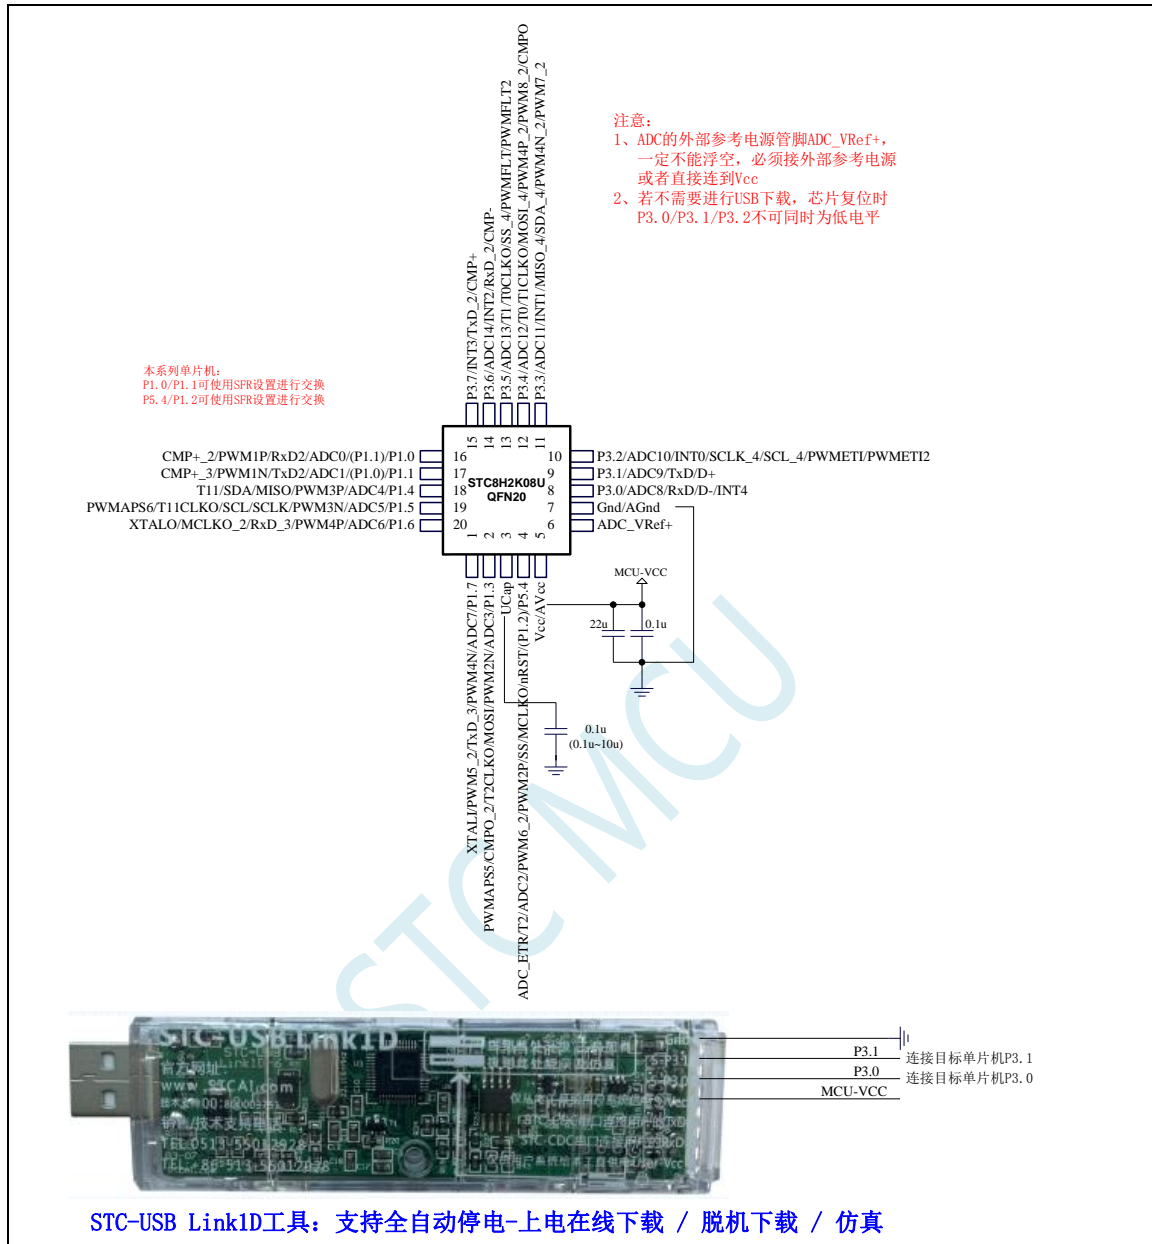 注意:
1、ADC的外部参考电源管脚ADC_VRef+,
一定不能浮空, 必须接外部参考电源
或者直接连到Vcc
2、若不需要进行USB下载, 芯片复位时
P3.0/P3.1/P3.2不可同时为低电平
P3.7/INT3/TxD_2/CMP+
P3.6/ADC14/INT2/RxD_2/CMP-
P3.5/ADC13/T1/T0CLKO/SS_4/PWMFLT/PWMFLT2
P3.4/ADC12/T0/T1CLKO/MOSI_4/PWM4P_2/PWM8_2/CMPO
P3.3/ADC11/INT1/MISO_4/SDA_4/PWM4N_2/PWM7_2
本系列单片机:
P1.0/P1.1可使用SFR设置进行交换
P5.4/P1.2可使用SFR设置进行交换
15
14
13
12
11
CMP+_2/PWM1P/RxD2/ADC0/(P1.1)/P1.0
16
CMP+_3/PWM1N/TxD2/ADC1/(P1.0)/P1.1
17
T11/SDA/MISO/PWM3P/ADC4/P1.4
18
PWMAPS6/T11CLKO/SCL/SCLK/PWM3N/ADC5/P1.5
19
XTALO/MCLKO_2/RxD_3/PWM4P/ADC6/P1.6
20
STC8H2K08U
QFN20
10
P3.2/ADC10/INT0/SCLK_4/SCL_4/PWMETI/PWMETI2
9
P3.1/ADC9/TxD/D+
8
P3.0/ADC8/RxD/D-/INT4
7
Gnd/AGnd
6
ADC_VRef+
1
2
3
4
5
XTALI/PWM5_2/TxD_3/PWM4N/ADC7/P1.7
PWMAPS5/CMPO_2/T2CLKO/MOSI/PWM2N/ADC3/P1.3
UCap
ADC_ETR/T2/ADC2/PWM6_2/PWM2P/SS/MCLKO/nRST/(P1.2)/P5.4
Vcc/AVcc
MCU-VCC
22u
0.1u
0.1u
(0.1u~10u)
STC MCU
STC-USB Link1D
官方网址:
www.STCAI.com
P3.1
连接目标单片机P3.1
P3.0
连接目标单片机P3.0
MCU-VCC
STC-USB Link1D工具: 支持全自动停电-上电在线下载 / 脱机下载 / 仿真